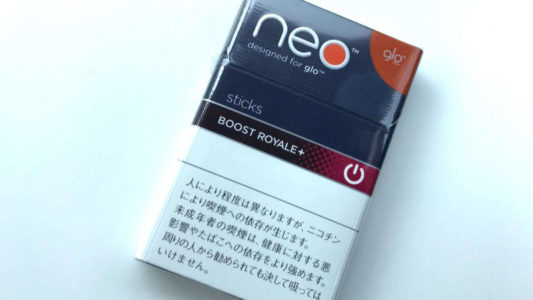 neo™
designed for glo™
glo™
sticks
BOOST ROYALE+
人により程度は異なりますが、ニコチン
により喫煙への依存が生じます。
未成年者の喫煙は、健康に対する悪
影響やたばこへの依存をより強めます。
周りの人から勧められても決して吸っては
いけません。